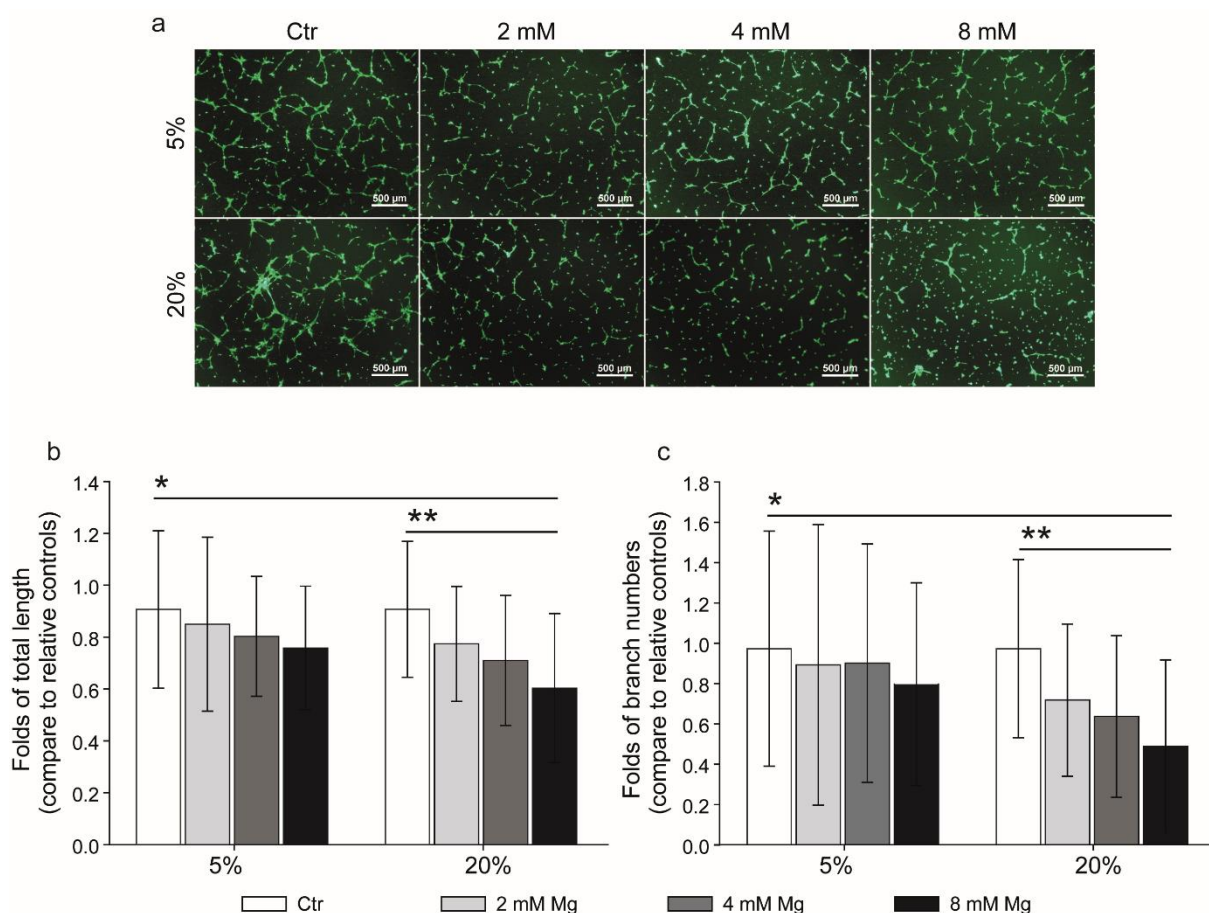 a
Ctr 2 mM 4 mM 8 mM
5%
500 µm 500 µm 500 µm 500 µm
20%
500 µm 500 µm 500 µm 500 µm
b
Folds of total length
(compare to relative controls)
1.4
1.2
1.0
0.8
0.6
0.4
0.2
0.0
*
**
5% 20%
c
Folds of branch numbers
(compare to relative controls)
1.8
1.6
1.4
1.2
1.0
0.8
0.6
0.4
0.2
0.0
*
**
5% 20%
Ctr 2 mM Mg 4 mM Mg 8 mM Mg